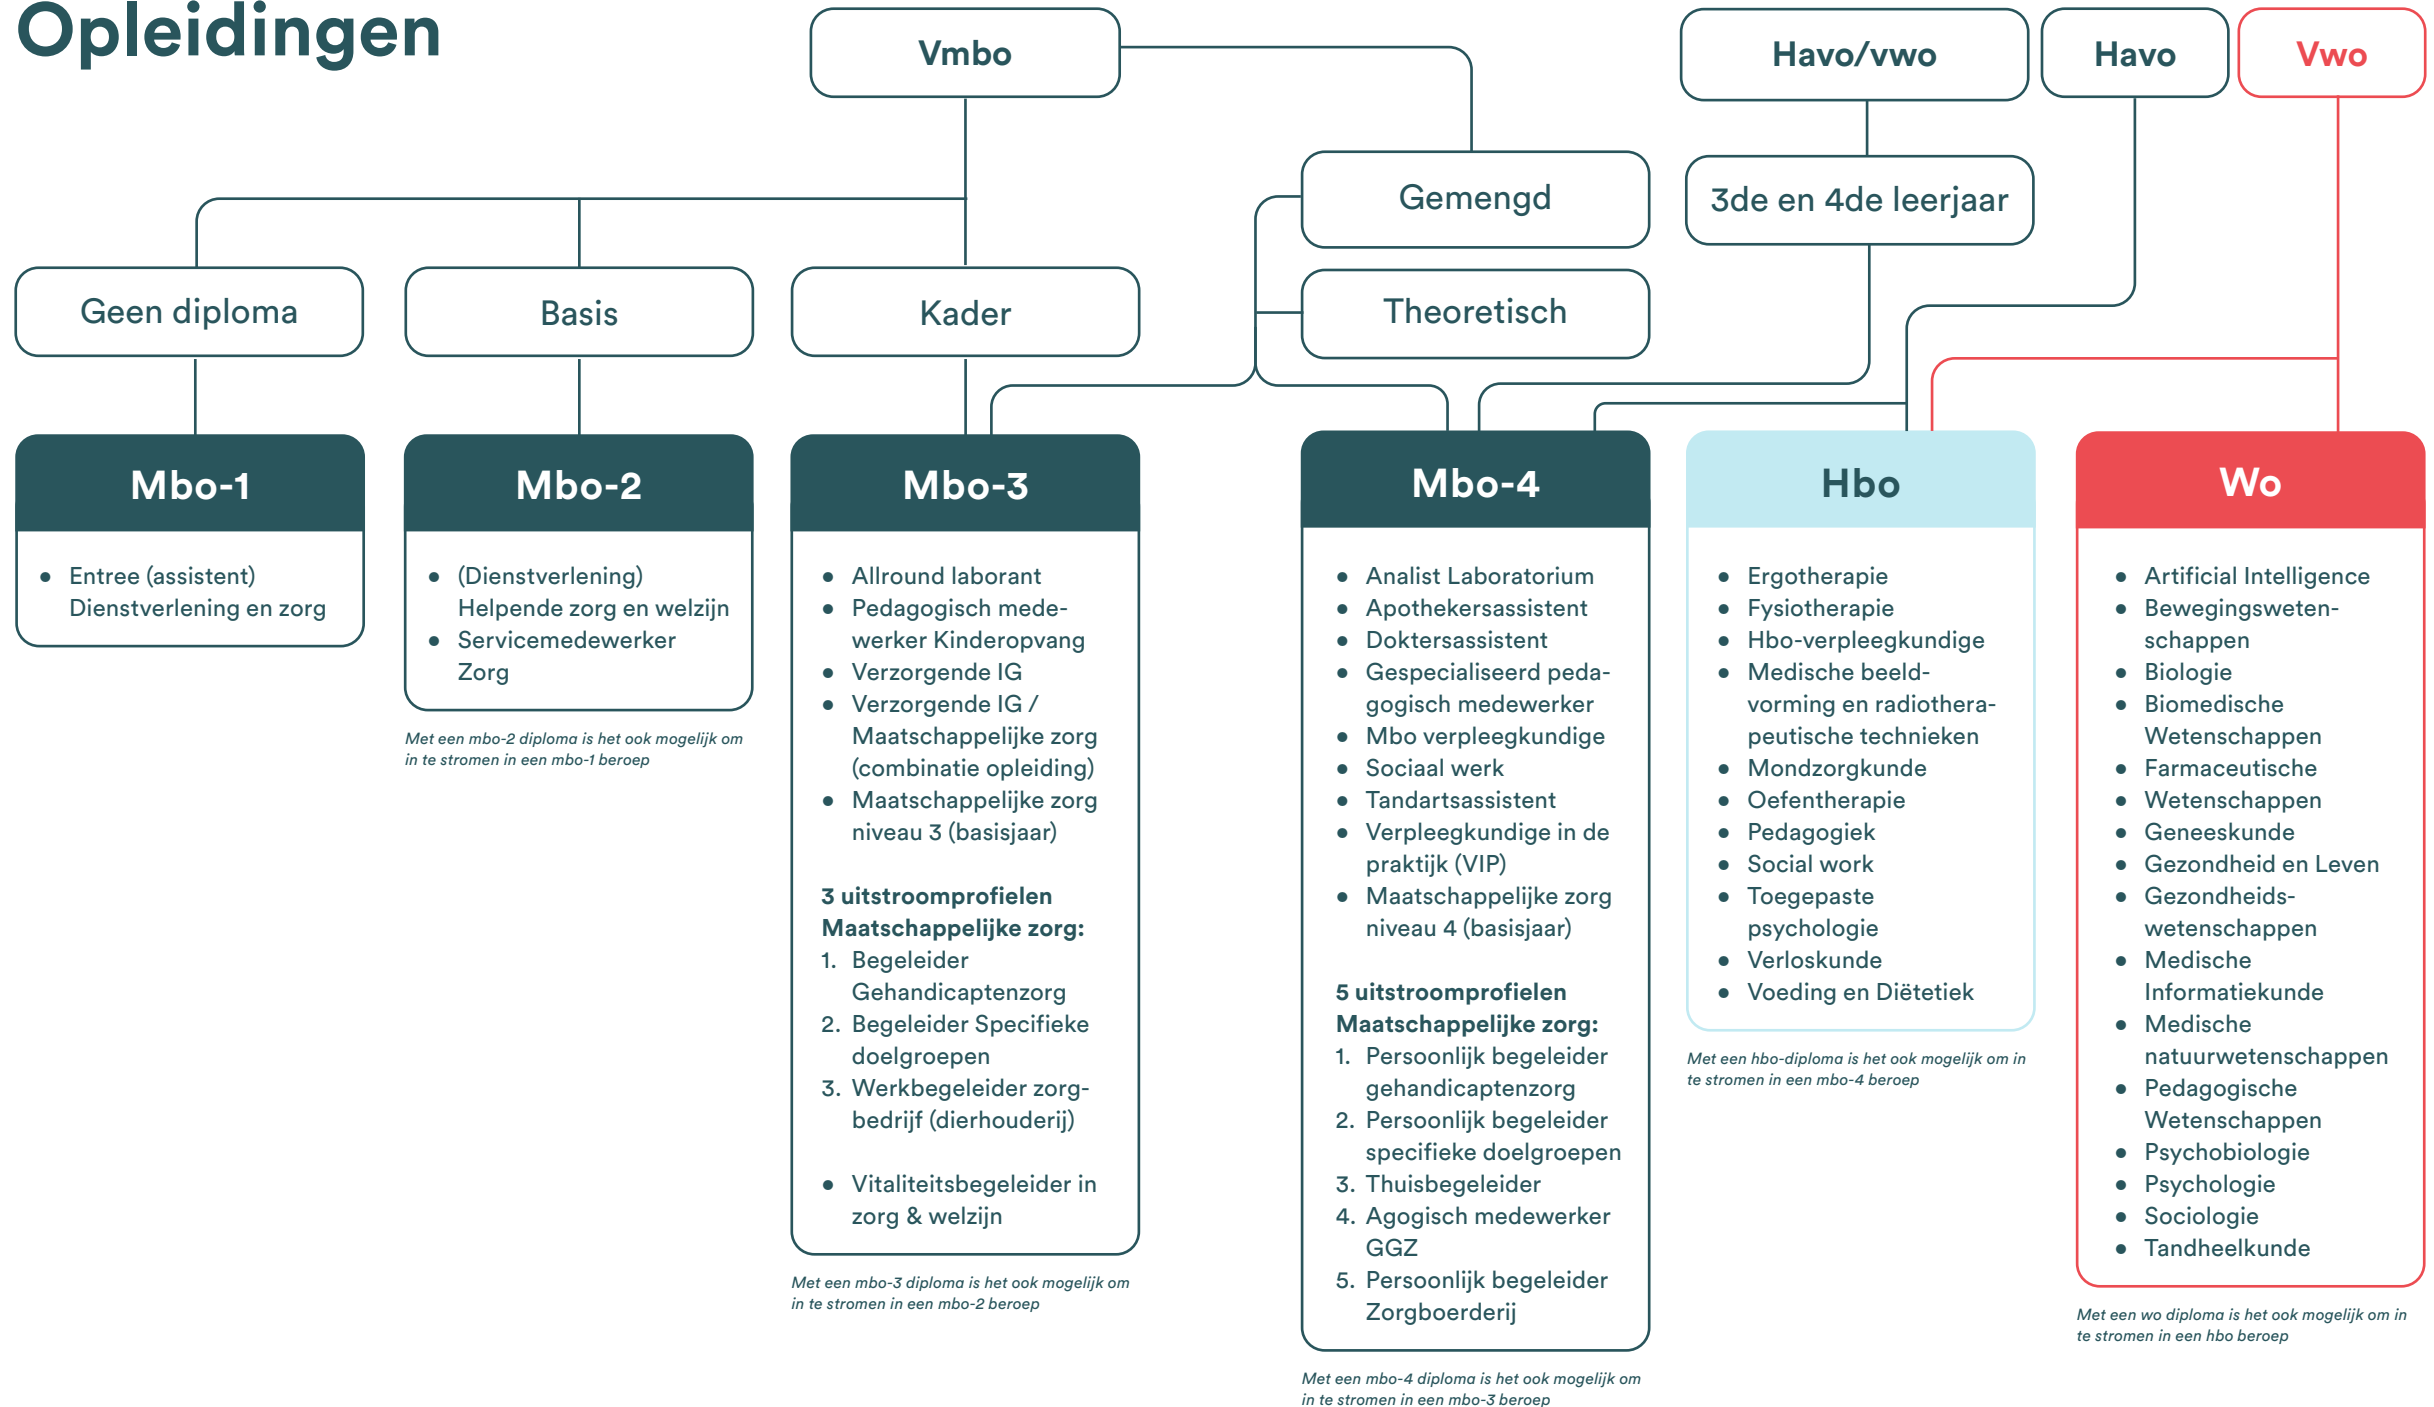 Opleidingen
Vmbo
Havo/vwo
Havo
Vwo
Gemengd
3de en 4de leerjaar
Geen diploma
Basis
Kader
Theoretisch
Mbo-1
• Entree (assistent)
Dienstverlening en zorg
Mbo-2
• (Dienstverlening)
Helpende zorg en welzijn
• Servicemedewerker
Zorg
Met een mbo-2 diploma is het ook mogelijk om
in te stromen in een mbo-1 beroep
Mbo-3
• Allround laborant
• Pedagogisch mede-
werker Kinderopvang
• Verzorgende IG
• Verzorgende IG /
Maatschappelijke zorg
(combinatie opleiding)
• Maatschappelijke zorg
niveau 3 (basisjaar)
3 uitstroomprofielen
Maatschappelijke zorg:
1. Begeleider
Gehandicaptenzorg
2. Begeleider Specifieke
doelgroepen
3. Werkbegeleider zorg-
bedrijf (dierhouderij)
• Vitaliteitsbegeleider in
zorg & welzijn
Met een mbo-3 diploma is het ook mogelijk om
in te stromen in een mbo-2 beroep
Mbo-4
• Analist Laboratorium
• Apothekersassistent
• Doktersassistent
• Gespecialiseerd peda-
gogisch medewerker
• Mbo verpleegkundige
• Sociaal werk
• Tandartsassistent
• Verpleegkundige in de
praktijk (VIP)
• Maatschappelijke zorg
niveau 4 (basisjaar)
5 uitstroomprofielen
Maatschappelijke zorg:
1. Persoonlijk begeleider
gehandicaptenzorg
2. Persoonlijk begeleider
specifieke doelgroepen
3. Thuisbegeleider
4. Agogisch medewerker
GGZ
5. Persoonlijk begeleider
Zorgboerderij
Met een mbo-4 diploma is het ook mogelijk om
in te stromen in een mbo-3 beroep
Hbo
• Ergotherapie
• Fysiotherapie
• Hbo-verpleegkundige
• Medische beeld-
vorming en radiothera-
peutische technieken
• Mondzorgkunde
• Oefentherapie
• Pedagogiek
• Social work
• Toegepaste
psychologie
• Verloskunde
• Voeding en Diëtetiek
Met een hbo-diploma is het ook mogelijk om in
te stromen in een mbo-4 beroep
Wo
• Artificial Intelligence
• Bewegingsweten-
schappen
• Biologie
• Biomedische
Wetenschappen
• Farmaceutische
• Wetenschappen
• Geneeskunde
• Gezondheid en Leven
• Gezondheids-
wetenschappen
• Medische
Informatiekunde
• Medische
natuurwetenschappen
• Pedagogische
Wetenschappen
• Psychobiologie
• Psychologie
• Sociologie
• Tandheelkunde
Met een wo diploma is het ook mogelijk om in
te stromen in een hbo beroep